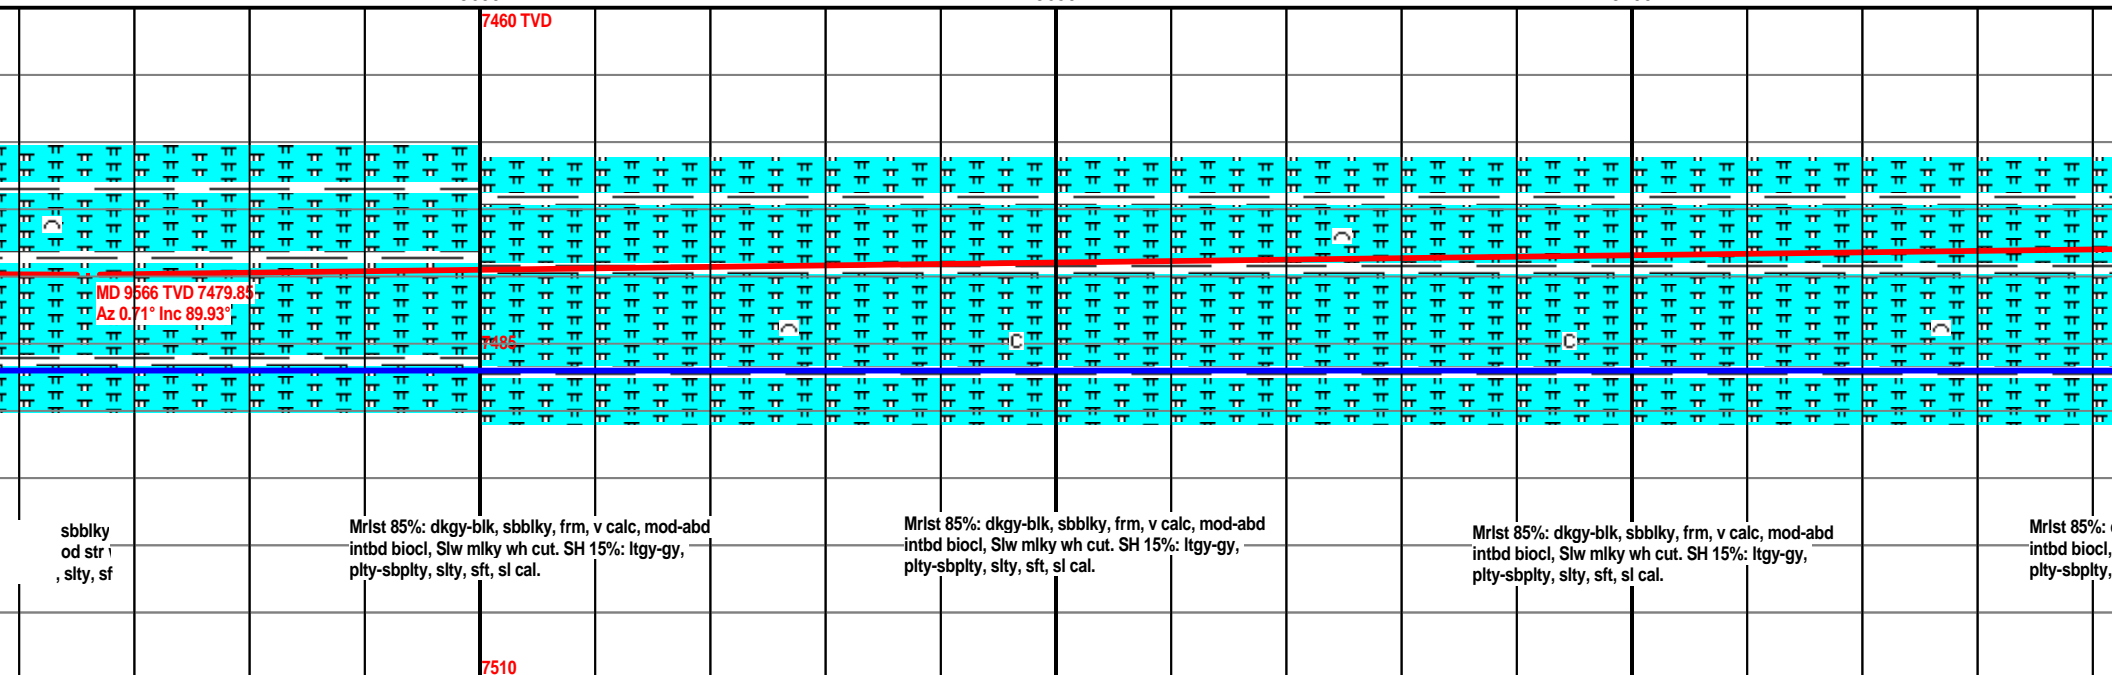 7460 TVD
MD 9566 TVD 7479.85
Az 0.71° Inc 89.93°
7485
C
C
sbblky
od str
, slty, sf
Mrlst 85%: dkgy-blk, sbblky, frm, v calc, mod-abd
intbd biocl, Slw mlky wh cut. SH 15%: ltgy-gy,
plty-sbplty, slty, sft, sl cal.
Mrlst 85%: dkgy-blk, sbblky, frm, v calc, mod-abd
intbd biocl, Slw mlky wh cut. SH 15%: ltgy-gy,
plty-sbplty, slty, sft, sl cal.
Mrlst 85%: dkgy-blk, sbblky, frm, v calc, mod-abd
intbd biocl, Slw mlky wh cut. SH 15%: ltgy-gy,
plty-sbplty, slty, sft, sl cal.
Mrlst 85%:
intbd biocl,
plty-sbplty,
7510